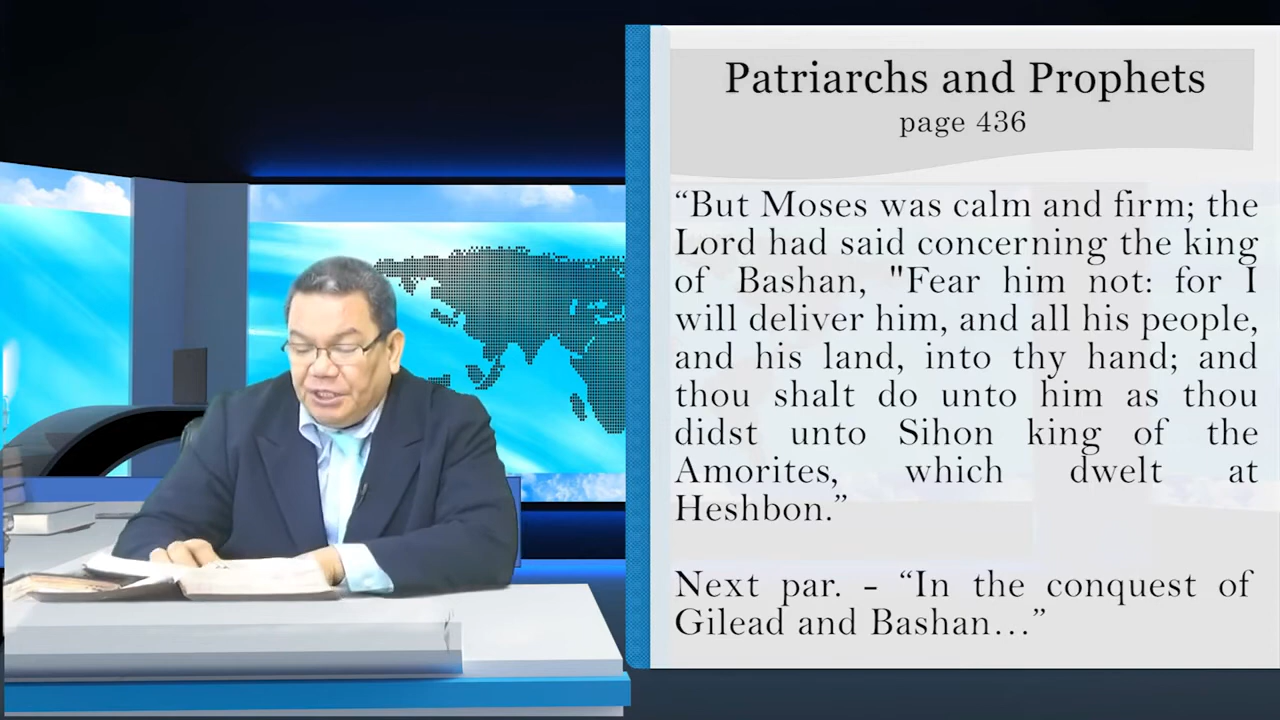 Patriarchs and Prophets
page 436
“But Moses was calm and firm; the
Lord had said concerning the king
of Bashan, "Fear him not: for I
will deliver him, and all his people,
and his land, into thy hand; and
thou shalt do unto him as thou
didst unto Sihon king of the
Amorites, which dwelt at
Heshbon.”
Next par. - “In the conquest of
Gilead and Bashan…”